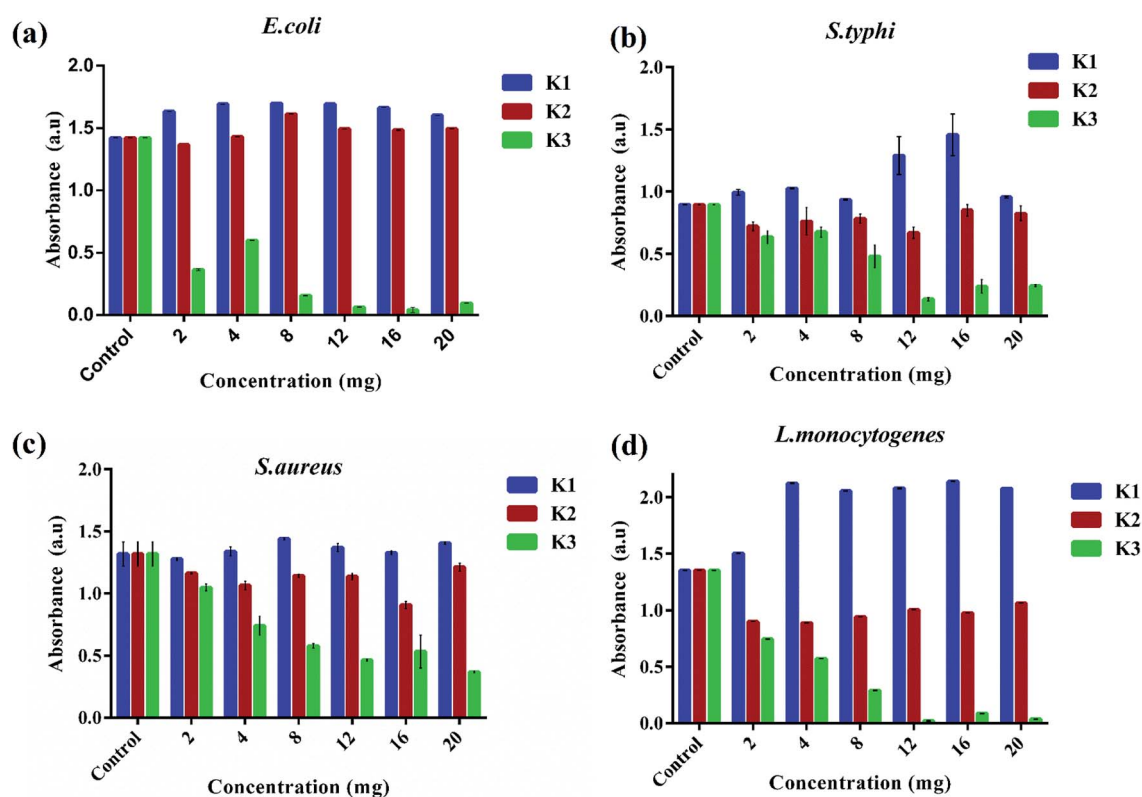 (a)
E.coli
Absorbance (a.u)
2.0
1.5
1.0
0.5
0.0
Control 2 4 8 12 16 20
Concentration (mg)
K1
K2
K3
(b)
S.typhi
Absorbance (a.u)
2.0
1.5
1.0
0.5
0.0
Control 2 4 8 12 16 20
Concentration (mg)
K1
K2
K3
(c)
S.aureus
Absorbance (a.u)
2.0
1.5
1.0
0.5
0.0
Control 2 4 8 12 16 20
Concentration (mg)
K1
K2
K3
(d)
L.monocytogenes
Absorbance (a.u)
2.0
1.5
1.0
0.5
0.0
Control 2 4 8 12 16 20
Concentration (mg)
K1
K2
K3